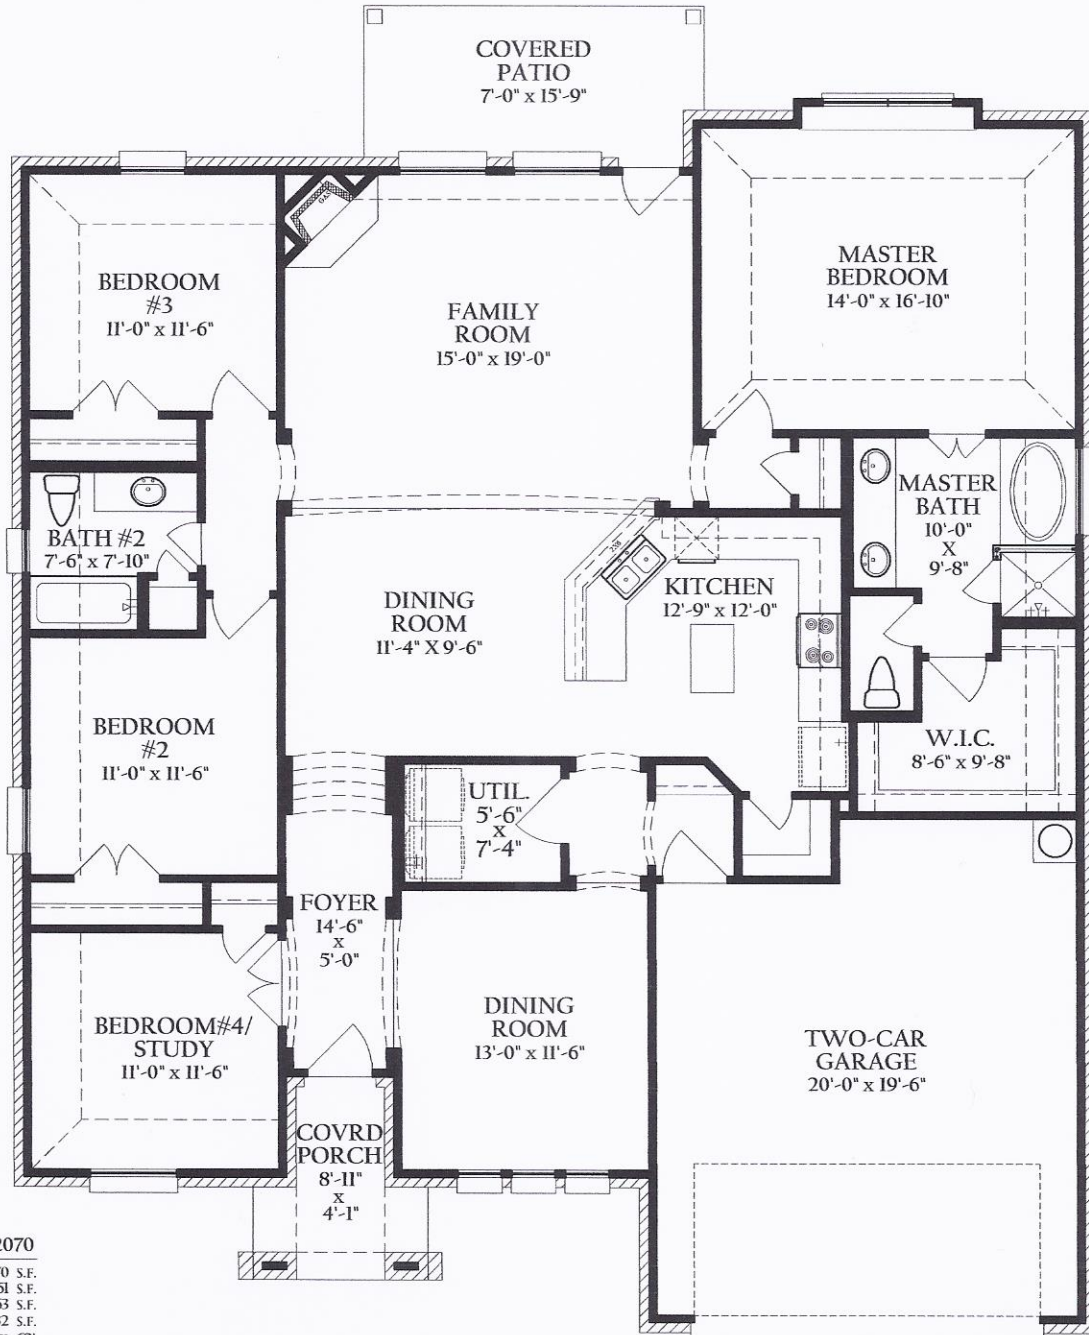 COVERED
PATIO
7'-0" x 15'-9"
MASTER
BEDROOM
14'-0" x 16'-10"
BEDROOM
#3
11'-0" x 11'-6"
FAMILY
ROOM
15'-0" x 19'-0"
MASTER
BATH
10'-0"
X
9'-8"
BATH #2
7'-6" x 7'-10"
KITCHEN
12'-9" x 12'-0"
DINING
ROOM
11'-4" X 9'-6"
BEDROOM
#2
11'-0" x 11'-6"
W.I.C.
8'-6" x 9'-8"
UTIL.
5'-6"
x
7'-4"
FOYER
14'-6"
x
5'-0"
BEDROOM#4/
STUDY
11'-0" x 11'-6"
DINING
ROOM
13'-0" x 11'-6"
TWO-CAR
GARAGE
20'-0" x 19'-6"
COVRD
PORCH
8'-11"
x
4'-1"
2070
S.F.
S.F.
S.F.
S.F.